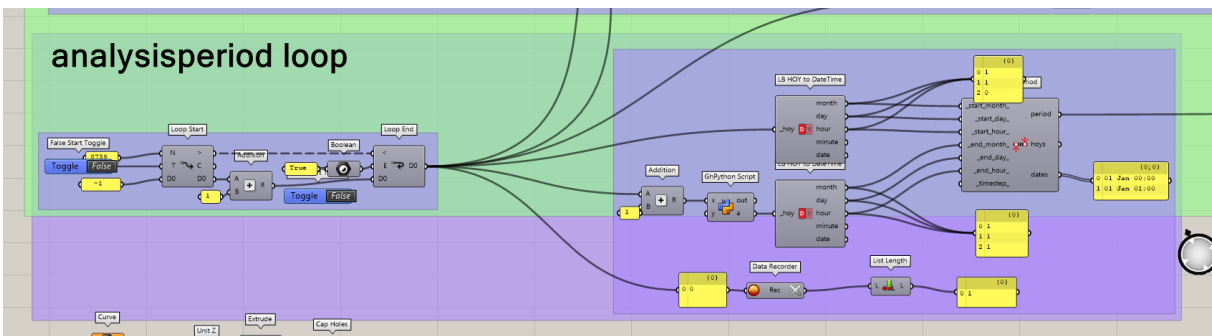 analysisperiod loop
False Start Toggle
Loop Start
Addition
Boolean
Loop End
8759.
Toggle False
-1
N >
T C
D0 D0
A
B R
1
True
Toggle False
<
E D0
D0
LB HOY to DateTime
_hoy
month
day
hour
minute
date
{0}
0 1
1 1
2 0
_start_month_
_start_day_
_start_hour_
_end_month_
_end_day_
_end_hour_
_timestep_
period
hoys
dates
{0;0}
0 01 Jan 00:00
1 01 Jan 01:00
Addition
A
B R
1
GhPython Script
x out
y a
LB HOY to DateTime
_hoy
month
day
hour
minute
date
{0}
0 1
1 1
2 1
{0}
0 0
Data Recorder
Rec
List Length
L L
{0}
0 1
Curve
Unit Z
Extrude
Cap Holes